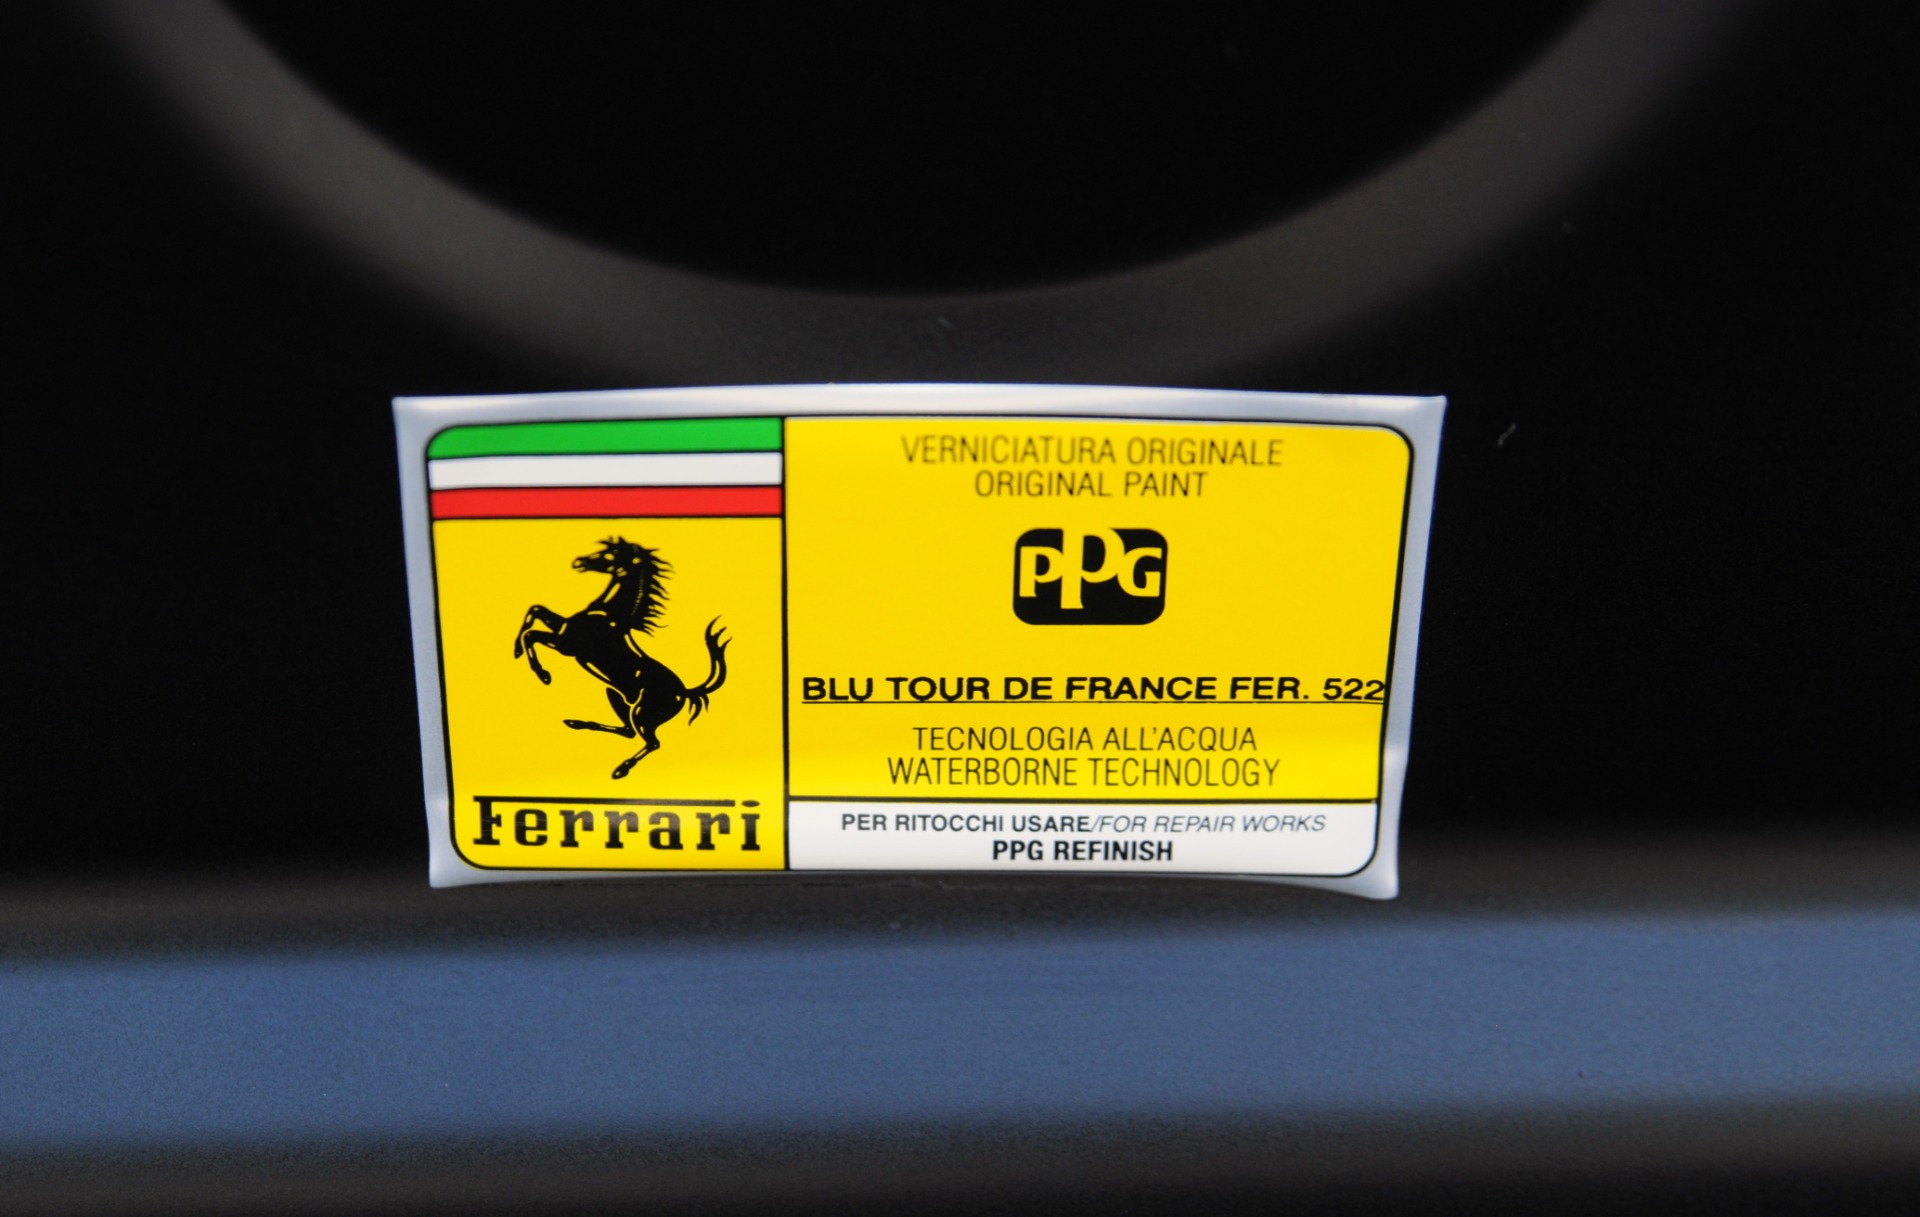 Ferrari
VERNICIATURA ORIGINALE
ORIGINAL PAINT
PPG
BLU TOUR DE FRANCE FER. 522
TECNOLOGIA ALL'ACQUA
WATERBORNE TECHNOLOGY
PER RITOCCHI USARE/FOR REPAIR WORKS
PPG REFINISH